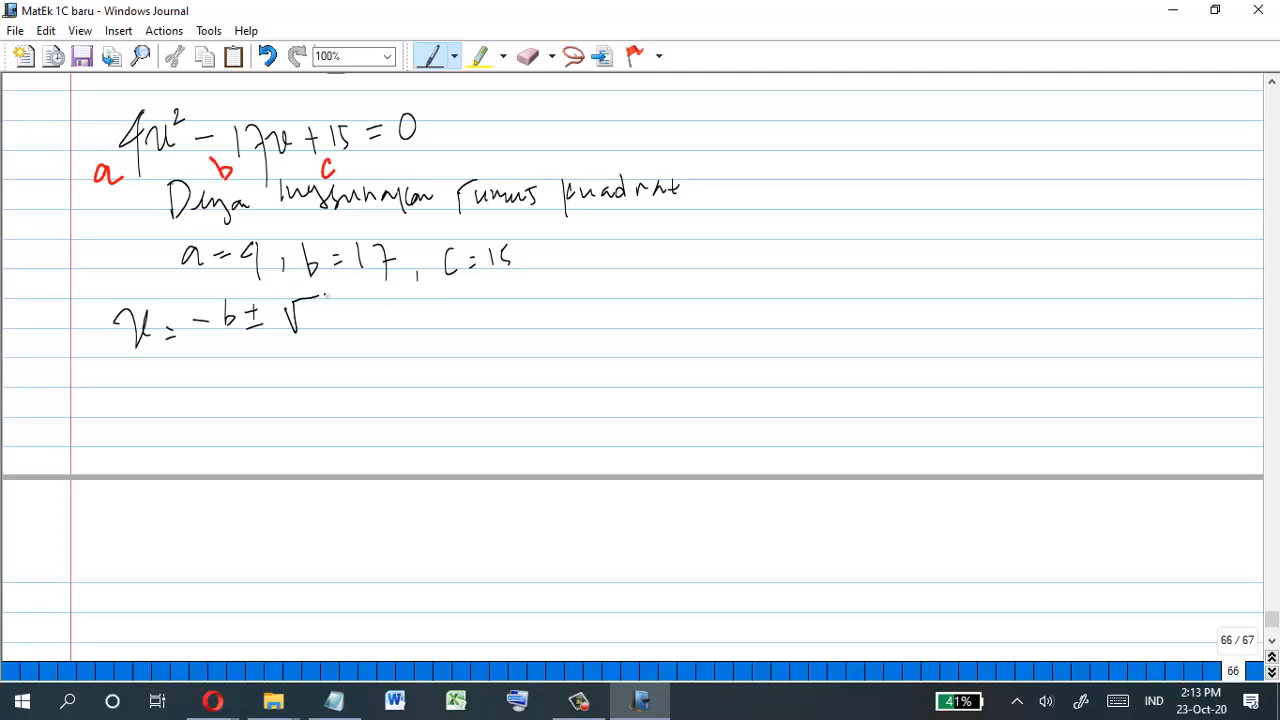 MatEk 1C baru - Windows Journal
File Edit View Insert Actions Tools Help
100%
4x² - 17x + 15 = 0
a b c
Dengan menggunakan rumus kuadrat
a = 4, b = 17, c = 15
x = - b ± √
66 / 67
66
41% IND 2:13 PM
23-Oct-20